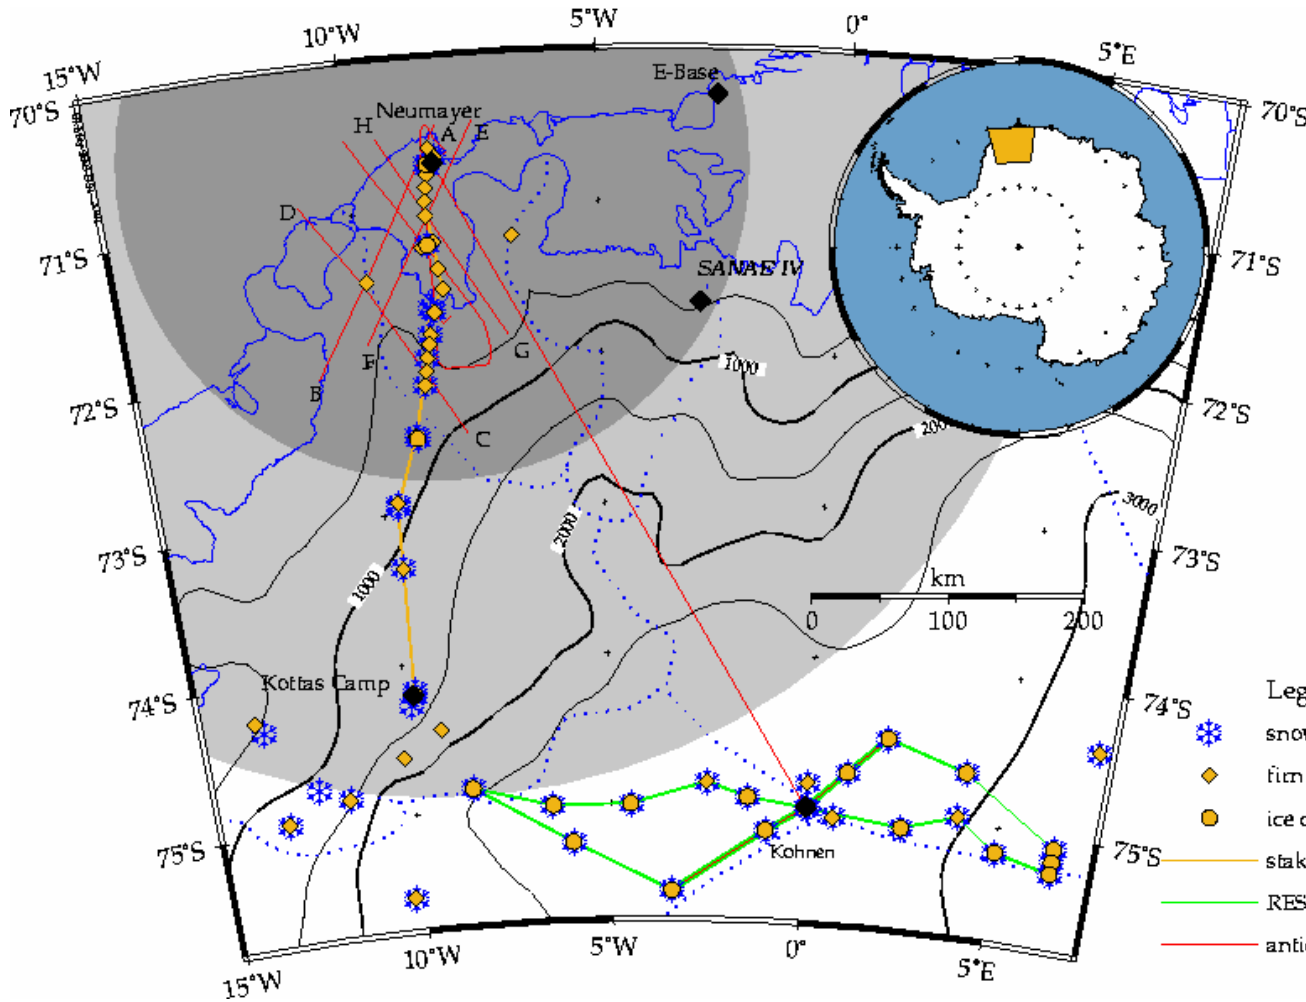 5°W
10°W
0°
5°E
15°W
70°S
70°S
E-Base
Neumayer
H
A
E
D
71°S
71°S
SANAE IV
G
F
1000
B
72°S
72°S
C
200
3000
2000
73°S
73°S
1000
km
0
100
200
Kottas Camp
74°S
74°S
Leg
snow
firn
ice c
75°S
75°S
Kohnen
stak
RES
antic
15°W
10°W
5°W
0°
5°E